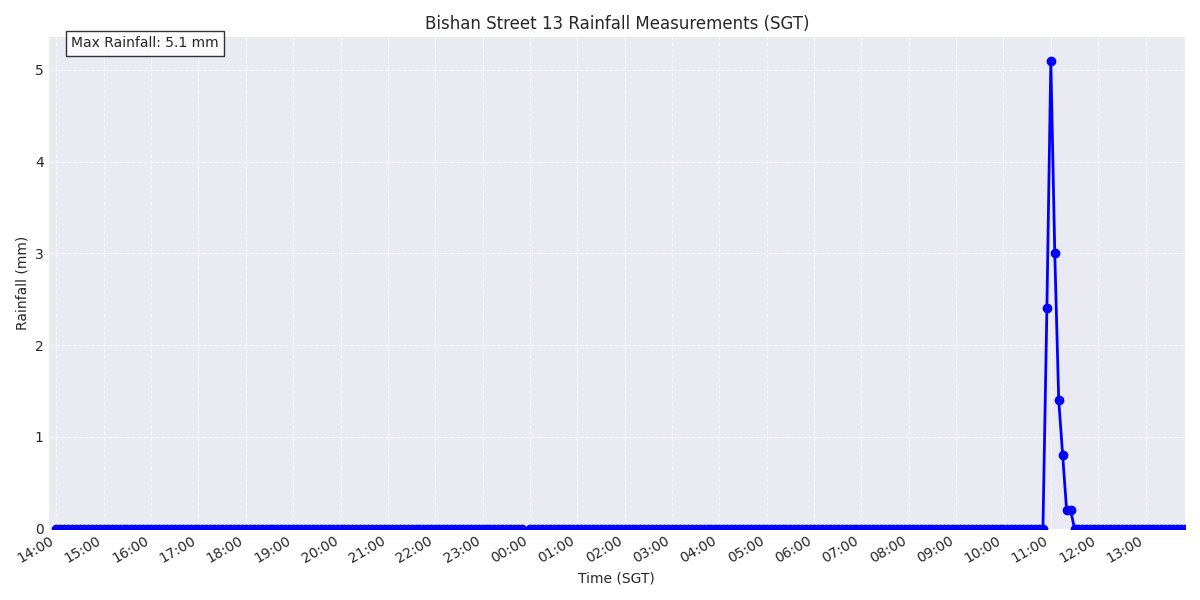 Bishan Street 13 Rainfall Measurements (SGT)
Max Rainfall: 5.1 mm
5
4
3
2
1
0
Rainfall (mm)
14:00 15:00 16:00 17:00 18:00 19:00 20:00 21:00 22:00 23:00 00:00 01:00 02:00 03:00 04:00 05:00 06:00 07:00 08:00 09:00 10:00 11:00 12:00 13:00
Time (SGT)